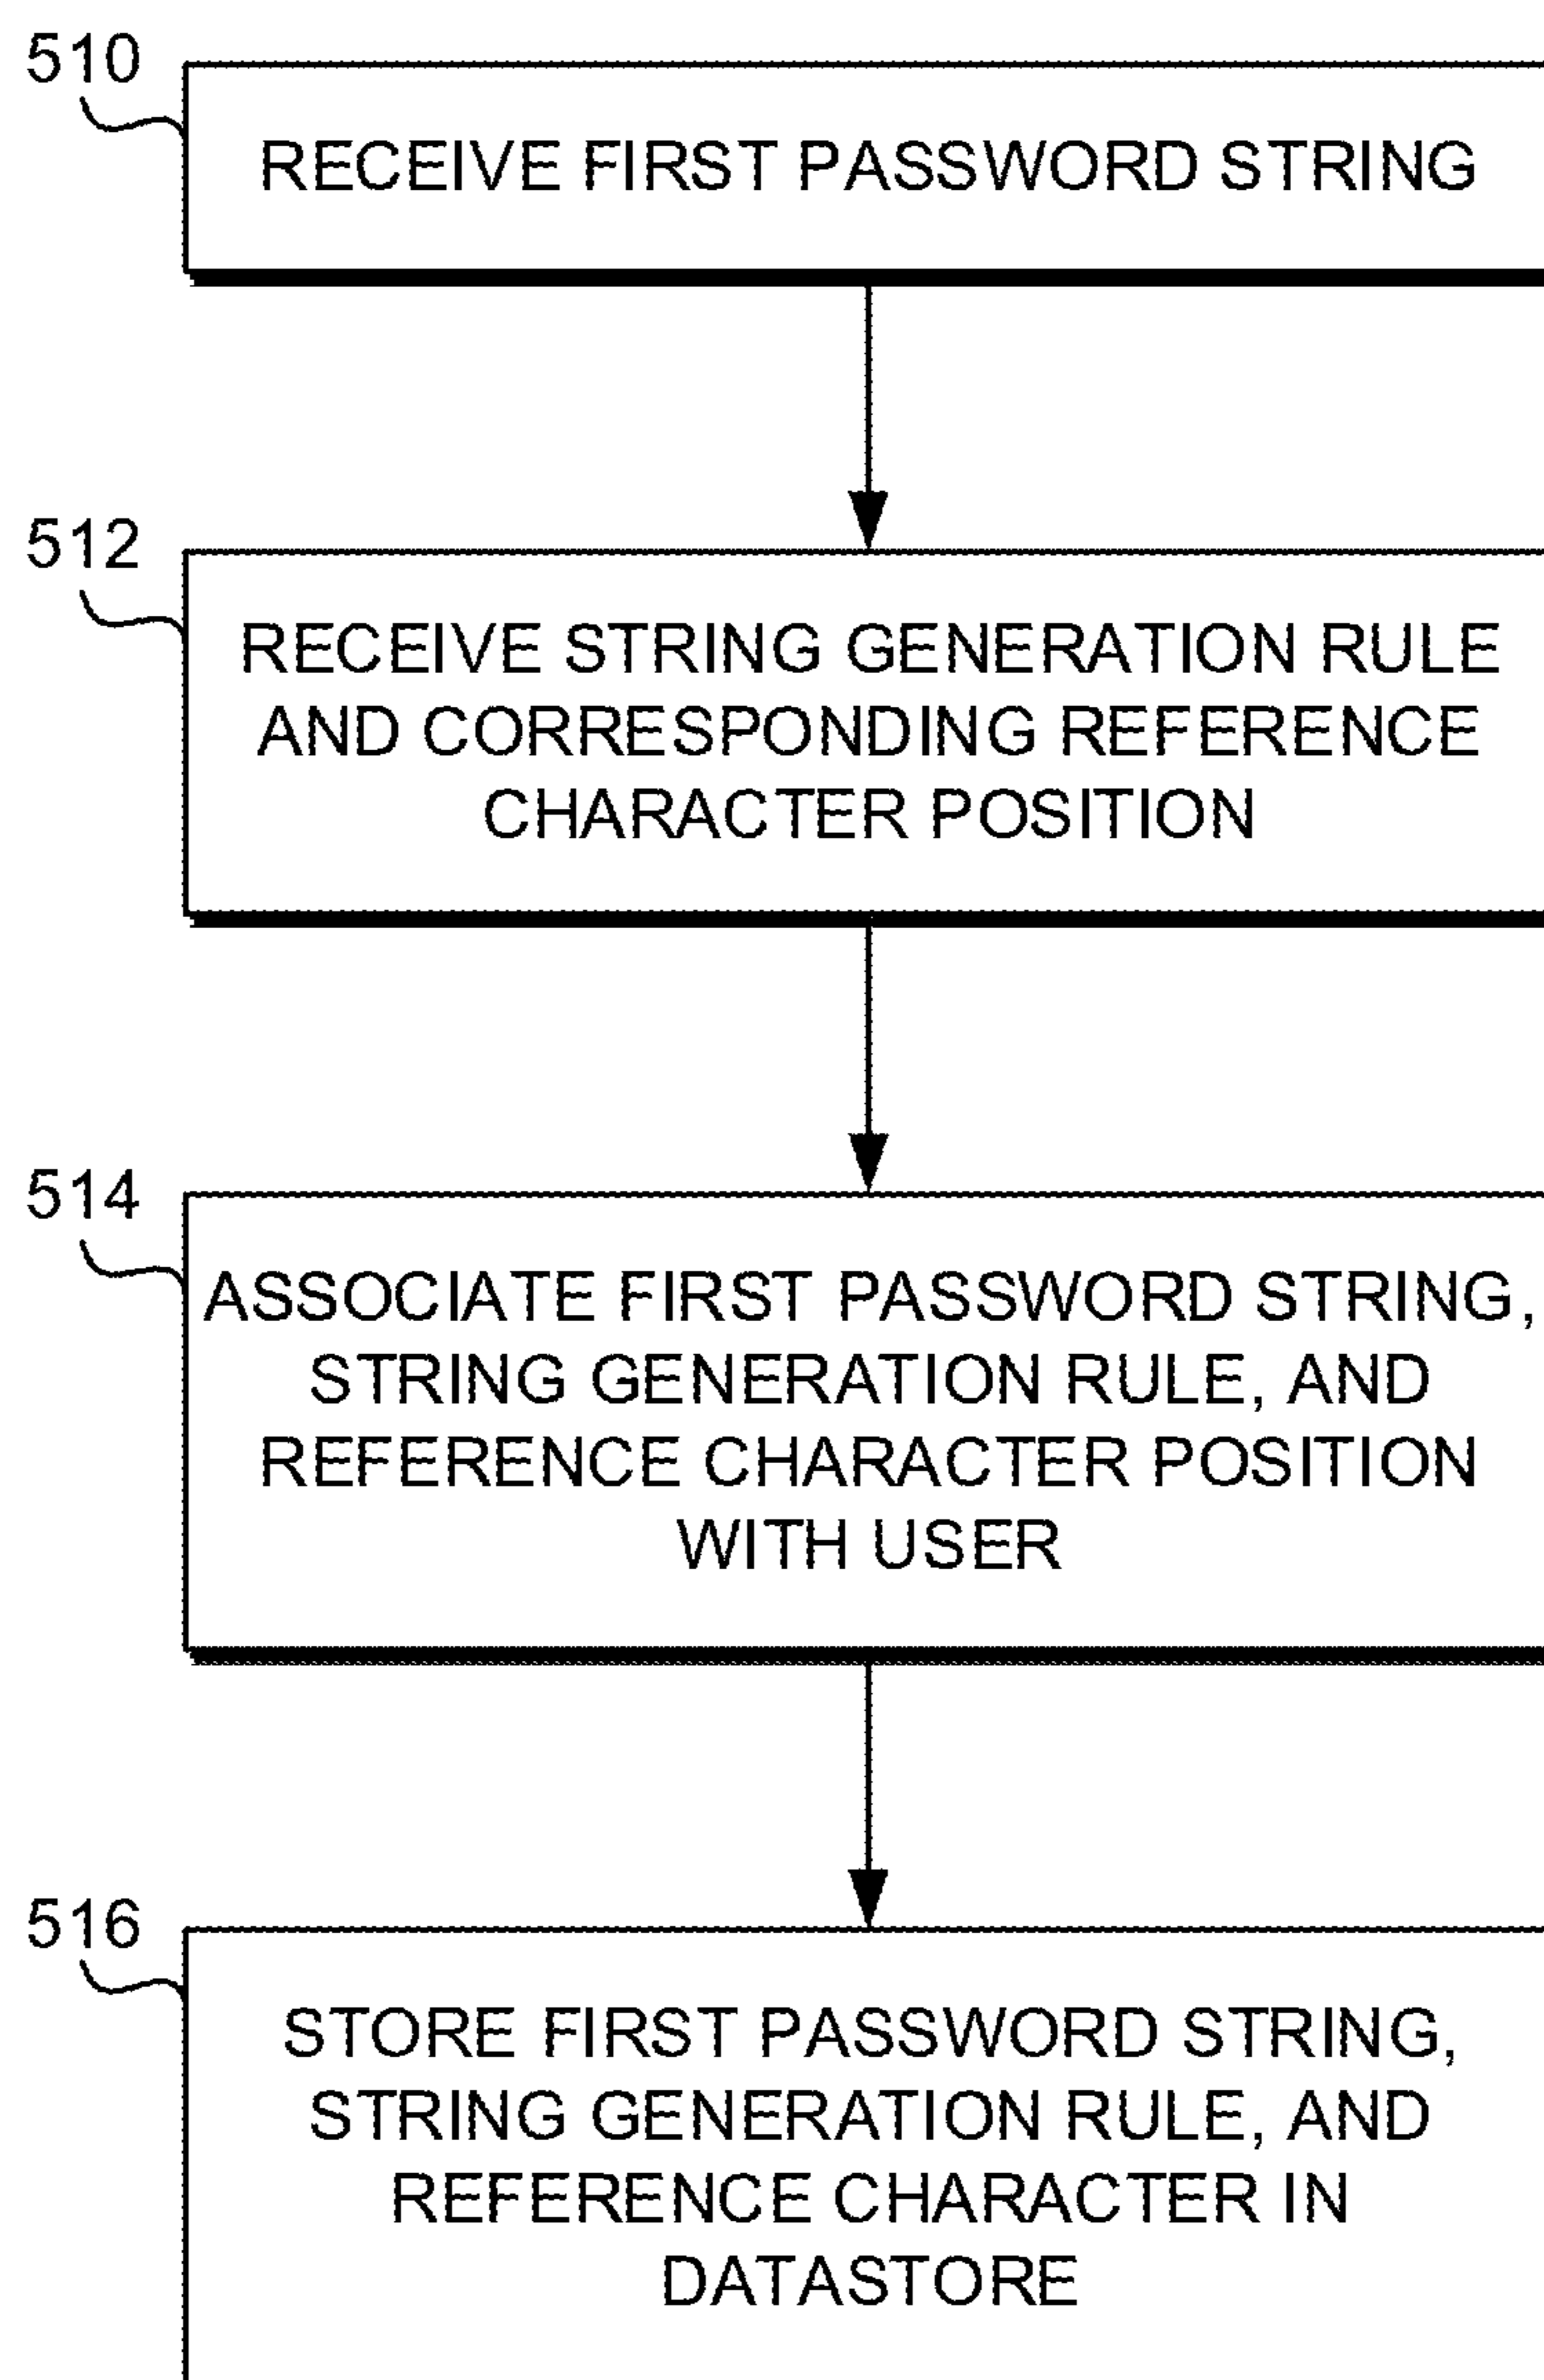 510
RECEIVE FIRST PASSWORD STRING
512
RECEIVE STRING GENERATION RULE
AND CORRESPONDING REFERENCE
CHARACTER POSITION
514
ASSOCIATE FIRST PASSWORD STRING,
STRING GENERATION RULE, AND
REFERENCE CHARACTER POSITION
WITH USER
516
STORE FIRST PASSWORD STRING,
STRING GENERATION RULE, AND
REFERENCE CHARACTER IN
DATASTORE